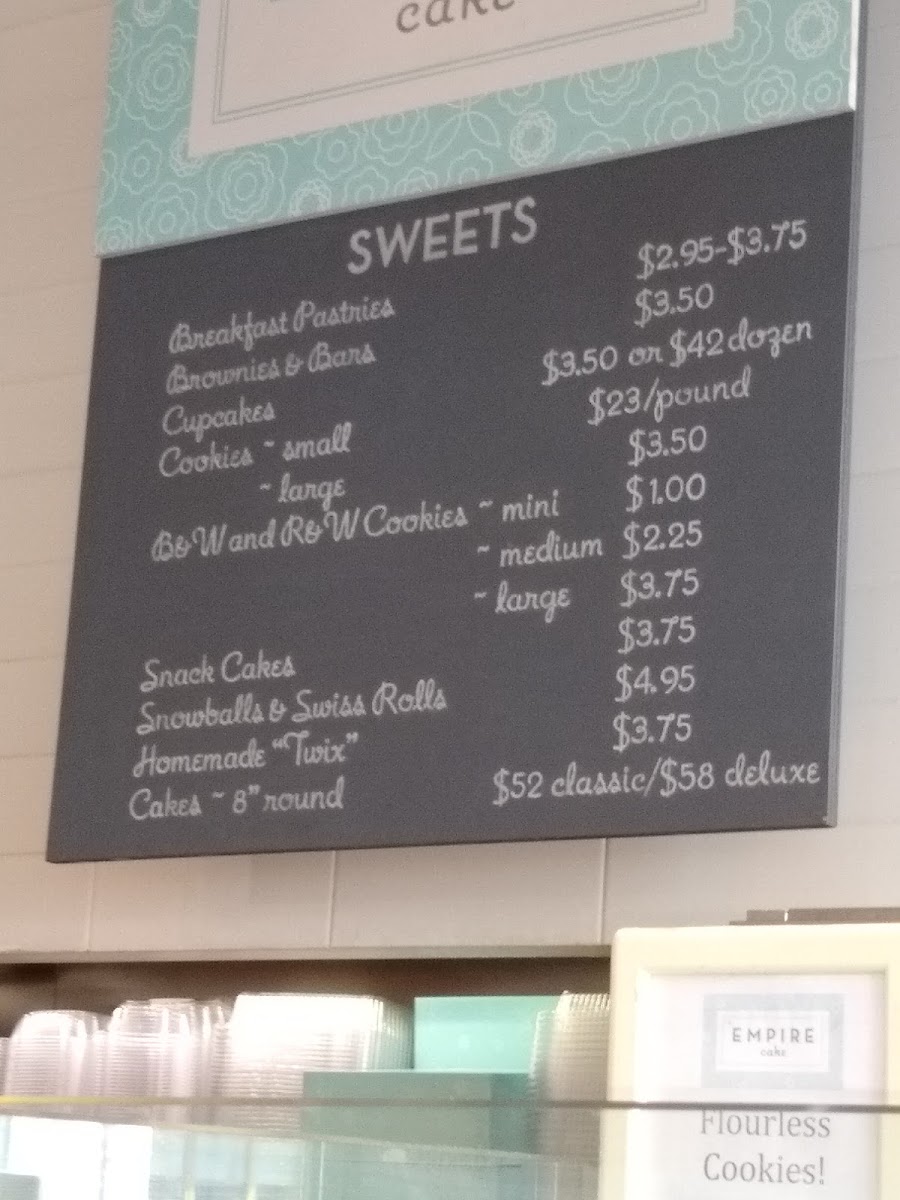 cake
SWEETS
Breakfast Pastries $2.95-$3.75
Brownies & Bars $3.50
Cupcakes $3.50 or $42 dozen
Cookies ~ small $23/pound
~ large $3.50
B&W and R&W Cookies ~ mini $1.00
~ medium $2.25
~ large $3.75
Snack Cakes $3.75
Snowballs & Swiss Rolls $4.95
Homemade "Twix" $3.75
Cakes ~ 8" round $52 classic/$58 deluxe
EMPIRE
cake
Flourless
Cookies!